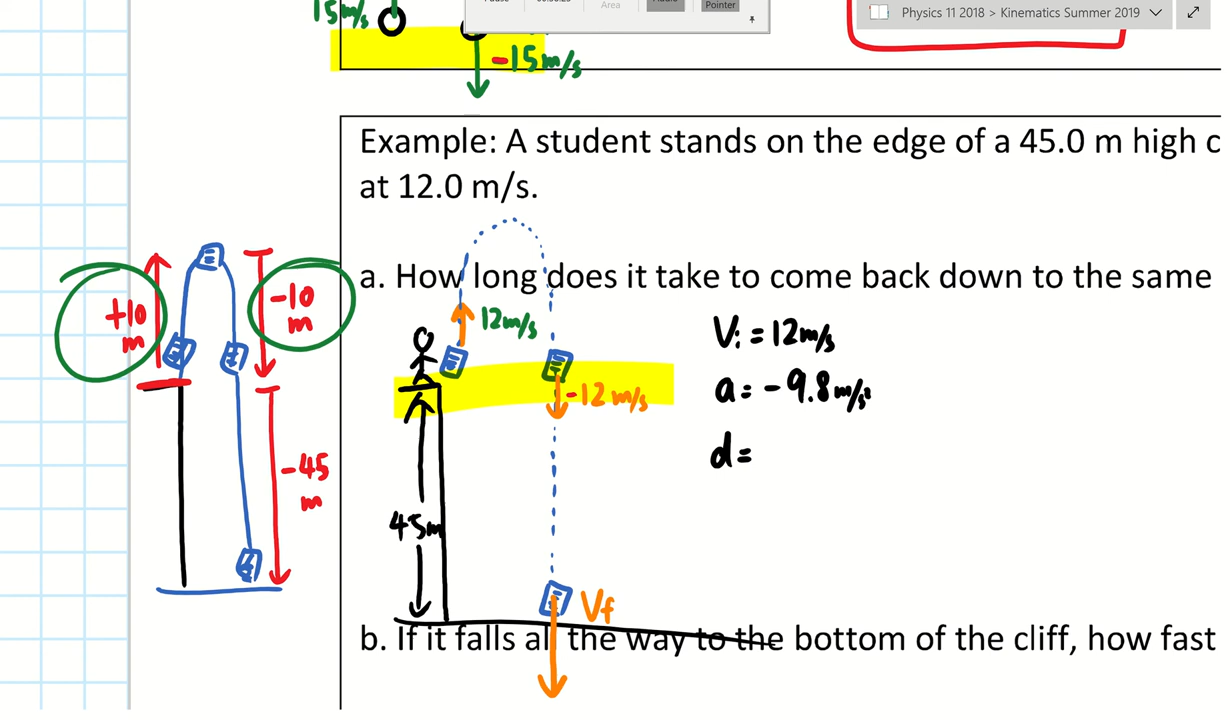 Area
Pointer
Physics 11 2018 > Kinematics Summer 2019
15m/s
-15m/s
Example: A student stands on the edge of a 45.0 m high c
at 12.0 m/s.
a. How long does it take to come back down to the same
+10
m
-10
m
12m/s
Vi = 12m/s
-12m/s
a = -9.8m/s²
d =
-45
m
45m
Vf
b. If it falls all the way to the bottom of the cliff, how fast